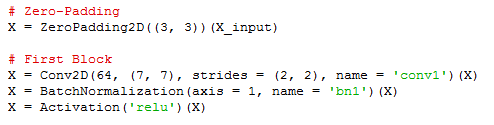 # Zero-Padding
X = ZeroPadding2D((3, 3))(X_input)
# First Block
X = Conv2D(64, (7, 7), strides = (2, 2), name = 'conv1')(X)
X = BatchNormalization(axis = 1, name = 'bn1')(X)
X = Activation('relu')(X)